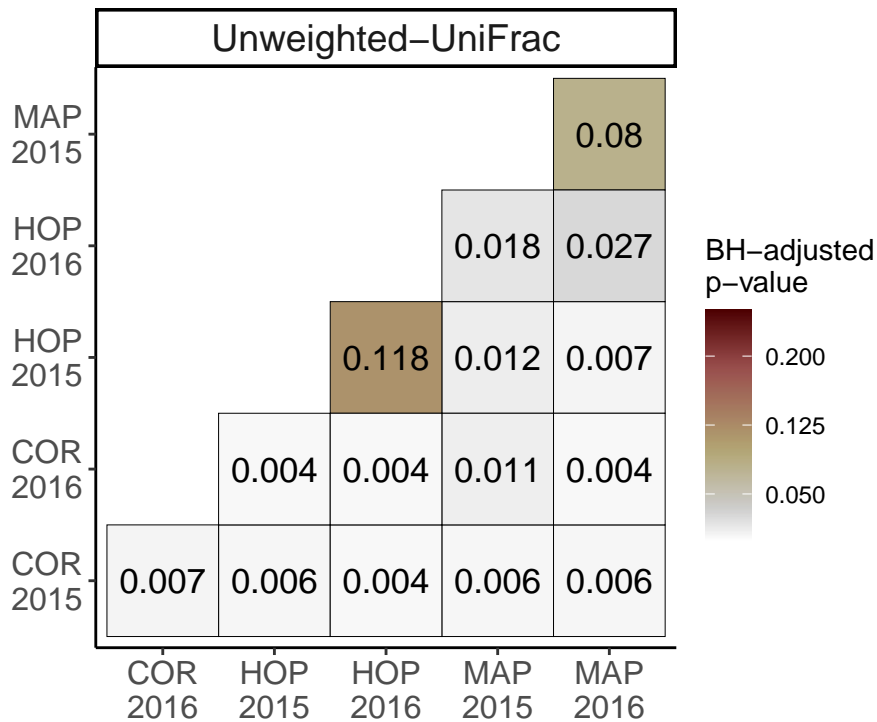 Unweighted−UniFrac
MAP
2015
0.08
HOP
2016
0.018 0.027
HOP
2015
0.118 0.012 0.007
COR
2016
0.004 0.004 0.011 0.004
COR
2015
0.007 0.006 0.004 0.006 0.006
COR HOP HOP MAP MAP
2016 2015 2016 2015 2016
BH−adjusted
p−value
0.200
0.125
0.050